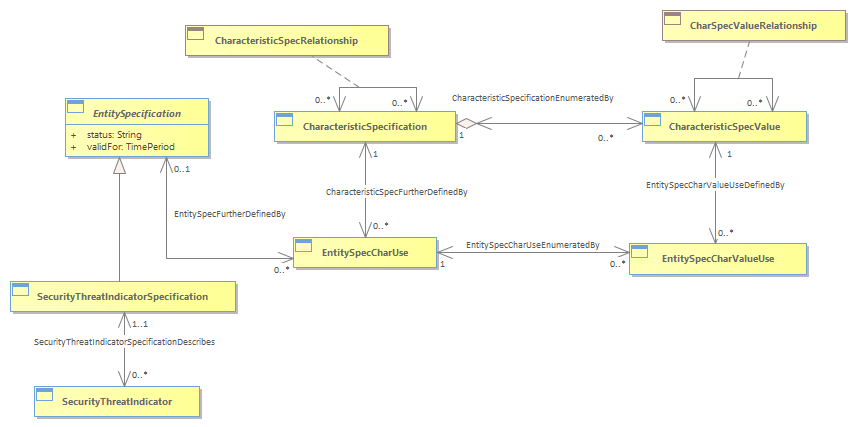 CharacteristicSpecRelationship
CharSpecValueRelationship
0..*
0..*
CharacteristicSpecificationEnumeratedBy
0..*
0..*
EntitySpecification
+ status: String
+ validFor: TimePeriod
CharacteristicSpecification
1
0..*
CharacteristicSpecValue
0..1
1
1
CharacteristicSpecFurtherDefinedBy
EntitySpecCharValueUseDefinedBy
EntitySpecFurtherDefinedBy
0..*
0..*
EntitySpecCharUse
EntitySpecCharUseEnumeratedBy
EntitySpecCharValueUse
0..*
1
0..*
SecurityThreatIndicatorSpecification
1..1
SecurityThreatIndicatorSpecificationDescribes
0..*
SecurityThreatIndicator